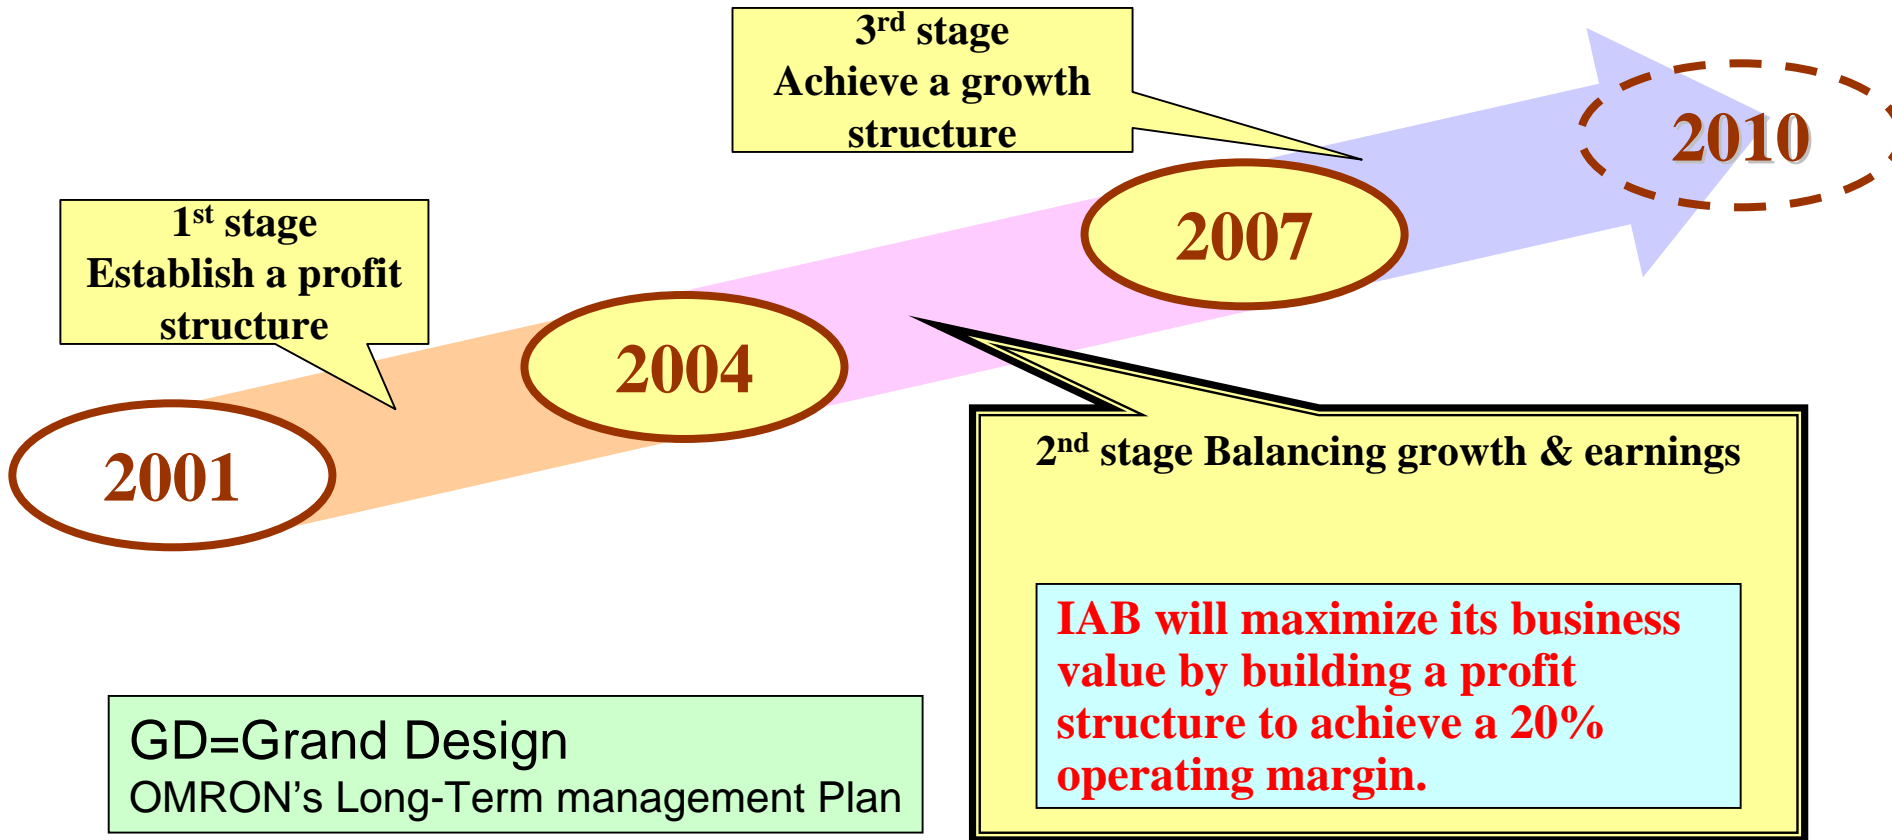 3rd stage
Achieve a growth
structure
2010
1st stage
Establish a profit
structure
2007
2004
2001
2nd stage Balancing growth & earnings
IAB will maximize its business
value by building a profit
structure to achieve a 20%
operating margin.
GD=Grand Design
OMRON’s Long-Term management Plan